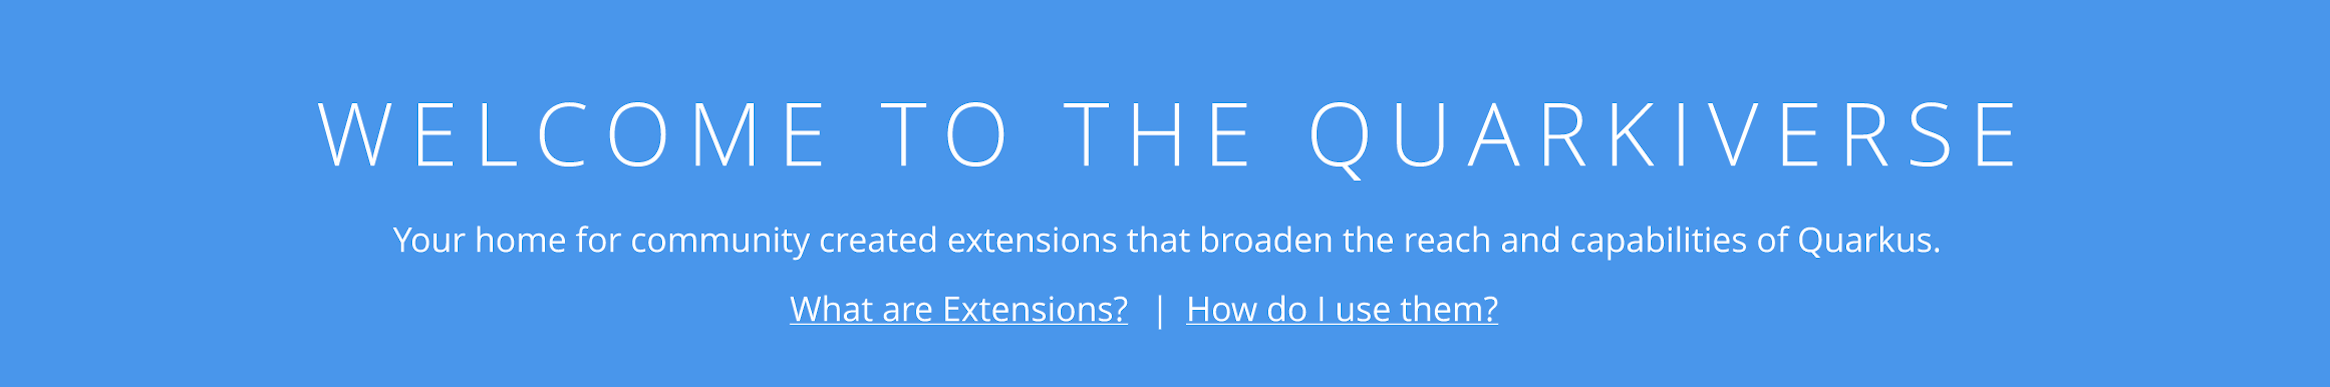 WELCOME TO THE QUARKIVERSE
Your home for community created extensions that broaden the reach and capabilities of Quarkus.
What are Extensions? | How do I use them?